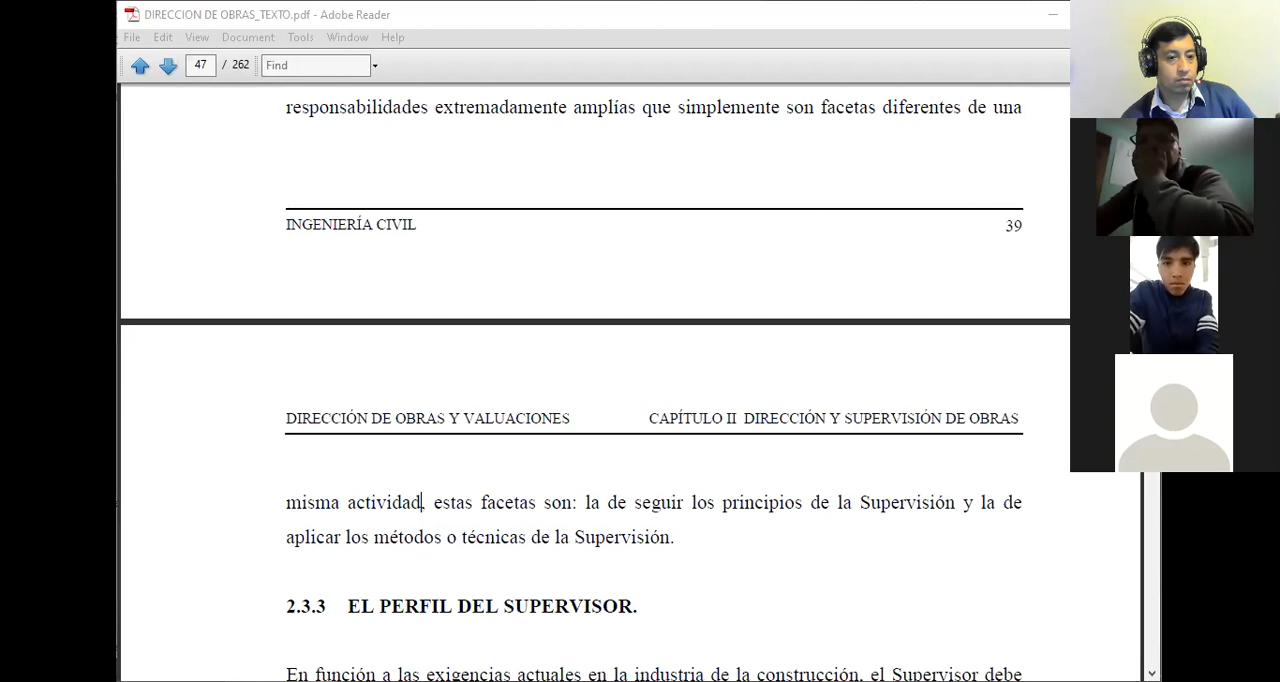 DIRECCION DE OBRAS_TEXTO.pdf - Adobe Reader
File Edit View Document Tools Window Help
47 / 262 Find
responsabilidades extremadamente amplías que simplemente son facetas diferentes de una
INGENIERÍA CIVIL 39
DIRECCIÓN DE OBRAS Y VALUACIONES CAPÍTULO II DIRECCIÓN Y SUPERVISIÓN DE OBRAS
misma actividad, estas facetas son: la de seguir los principios de la Supervisión y la de
aplicar los métodos o técnicas de la Supervisión.
2.3.3 EL PERFIL DEL SUPERVISOR.
En función a las exigencias actuales en la industria de la construcción, el Supervisor debe